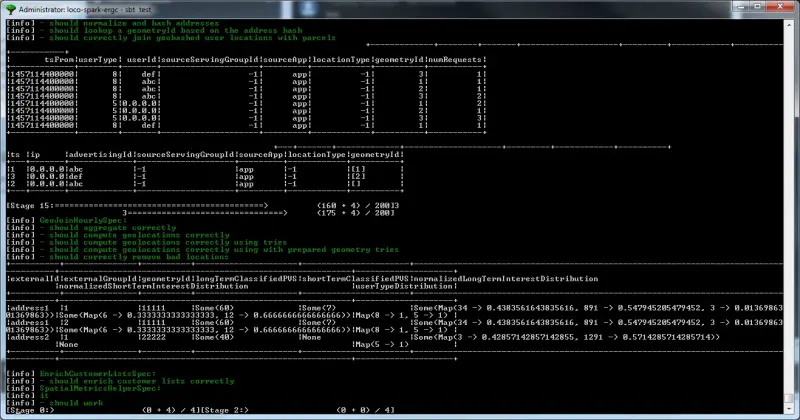 Administrator: loco-spark-ergc - sbt test
[info] - should normalize and hash addresses
[info] - should lookup a geometryId based on the address hash
[info] - should correctly join geohashed user locations with parcels
| tsFrom|userType| userId|sourceServingGroupId|sourceApp|locationType|geometryId|numRequests|
|1457114400000| 8| def| -1| app| -1| 3| 1|
|1457114400000| 8| abc| -1| app| -1| 1| 1|
|1457114400000| 8| abc| -1| app| -1| 2| 1|
|1457114400000| 8| abc| -1| app| -1| 3| 2|
|1457114400000| 5|0.0.0.0| -1| app| -1| 1| 1|
|1457114400000| 5|0.0.0.0| -1| app| -1| 2| 1|
|1457114400000| 5|0.0.0.0| -1| app| -1| 3| 3|
|1457114400000| 8| def| -1| app| -1| 1| 1|
|ts |ip |advertisingId|sourceServingGroupId|sourceApp|locationType|geometryId|
|1 |0.0.0.0|abc |-1 |app |-1 |[1] |
|3 |0.0.0.0|def |-1 |app |-1 |[2] |
|2 |0.0.0.0|abc |-1 |app |-1 |[] |
[Stage 15:============================================> (160 + 4) / 200]3
3================================================> (175 + 4) / 200]
[info] GeoJoinHourlySpec:
[info] - should aggregate correctly
[info] - should compute geolocations correctly
[info] - should compute geolocations correctly using tries
[info] - should compute geolocations correctly using with prepared geometry tries
[info] - should correctly remove bad locations
|externalId|externalGroupId|geometryId|longTermClassifiedPVS|shortTermClassifiedPVS|normalizedLongTermInterestDistribution
|normalizedShortTermInterestDistribution |userTypeDistribution|
|address1 |1 |11111 |Some(60) |Some(7) |Some(Map(34 -> 0.4383561643835616, 891 -> 0.547945205479452, 3 -> 0.01369863
01369863))|Some(Map(6 -> 0.3333333333333333, 12 -> 0.6666666666666666))|Map(8 -> 1, 5 -> 1) |
|address1 |2 |11111 |Some(60) |Some(7) |Some(Map(34 -> 0.4383561643835616, 891 -> 0.547945205479452, 3 -> 0.01369863
01369863))|Some(Map(6 -> 0.3333333333333333, 12 -> 0.6666666666666666))|Map(8 -> 1, 5 -> 1) |
|address2 |1 |22222 |Some(40) |None |Some(Map(3 -> 0.42857142857142855, 1291 -> 0.5714285714285714))
|None |Map(5 -> 1) |
[info] EnrichCustomerListsSpec:
[info] - should enrich customer lists correctly
[info] SpatialMetricsHelperSpec:
[info] it
[info] - should work
[Stage 0:> (0 + 4) / 4][Stage 2:> (0 + 0) / 4]